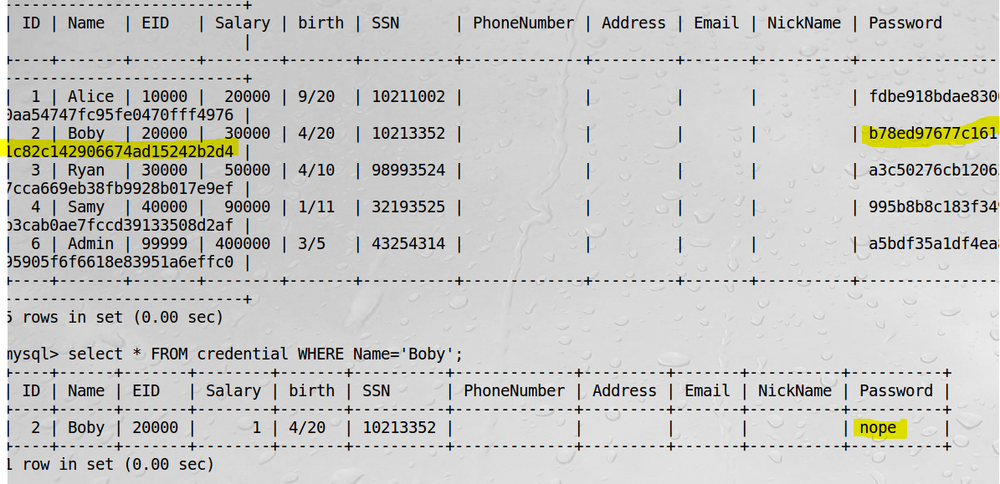 -------------------------+
| ID | Name  | EID   | Salary | birth | SSN      | PhoneNumber | Address | Email | NickName | Password
                         |
+----+-------+-------+--------+-------+----------+-------------+---------+-------+----------+---------------
-------------------------+
|  1 | Alice | 10000 |  20000 | 9/20  | 10211002 |             |         |       |          | fdbe918bdae8300
0aa54747fc95fe0470fff4976 |
|  2 | Boby  | 20000 |  30000 | 4/20  | 10213352 |             |         |       |          | b78ed97677c161
1c82c142906674ad15242b2d4 |
|  3 | Ryan  | 30000 |  50000 | 4/10  | 98993524 |             |         |       |          | a3c50276cb12063
7cca669eb38fb9928b017e9ef |
|  4 | Samy  | 40000 |  90000 | 1/11  | 32193525 |             |         |       |          | 995b8b8c183f349
b3cab0ae7fccd39133508d2af |
|  6 | Admin | 99999 | 400000 | 3/5   | 43254314 |             |         |       |          | a5bdf35a1df4ea8
95905f6f6618e83951a6effc0 |
+----+-------+-------+--------+-------+----------+-------------+---------+-------+----------+---------------
-------------------------+
5 rows in set (0.00 sec)
mysql> select * FROM credential WHERE Name='Boby';
+----+------+-------+--------+-------+----------+-------------+---------+-------+----------+----------+
| ID | Name | EID   | Salary | birth | SSN      | PhoneNumber | Address | Email | NickName | Password |
+----+------+-------+--------+-------+----------+-------------+---------+-------+----------+----------+
|  2 | Boby | 20000 |      1 | 4/20  | 10213352 |             |         |       |          | nope     |
+----+------+-------+--------+-------+----------+-------------+---------+-------+----------+----------+
1 row in set (0.00 sec)